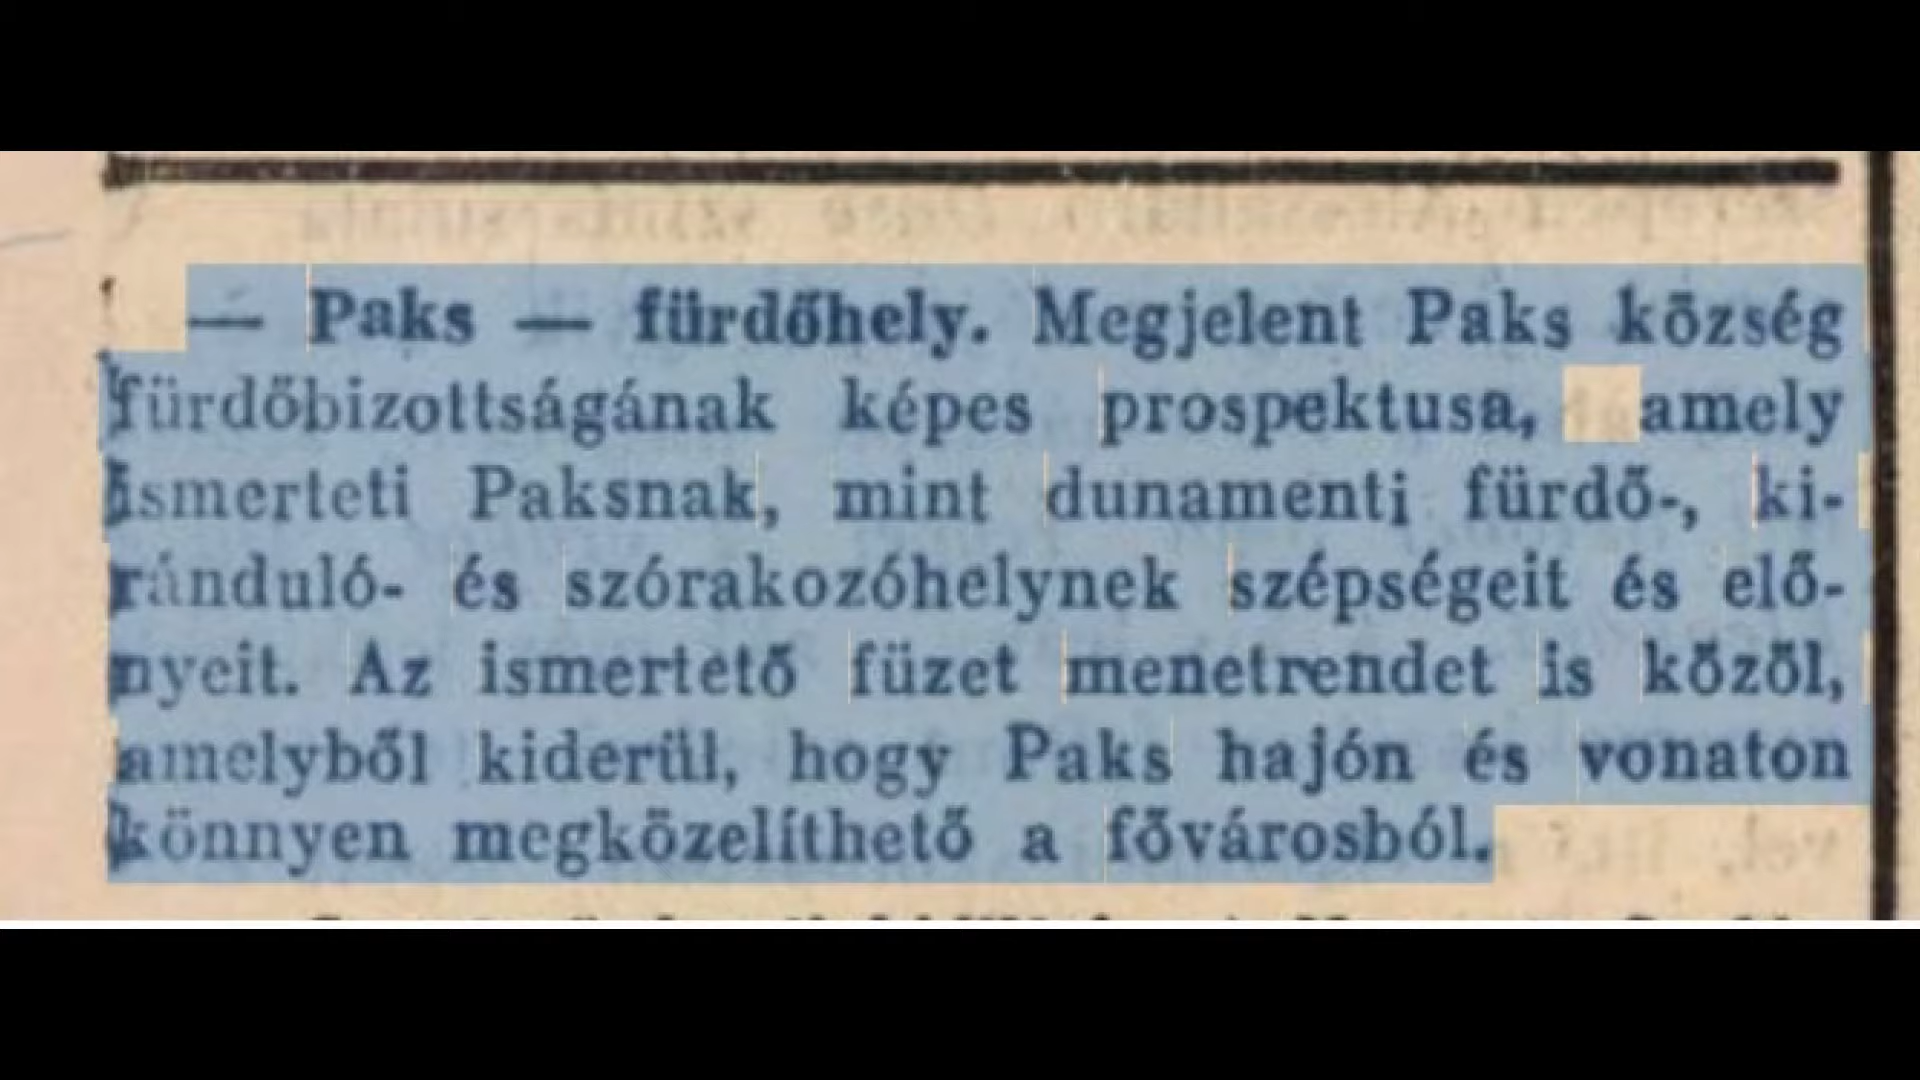 — Paks — fürdőhely. Megjelent Paks község
fürdőbizottságának képes prospektusa, amely
ismerteti Paksnak, mint dunamenti fürdő-, ki-
ránduló- és szórakozóhelynek szépségeit és elő-
nyeit. Az ismertető füzet menetrendet is közöl,
amelyből kiderül, hogy Paks hajón és vonaton
könnyen megközelíthető a fővárosból.